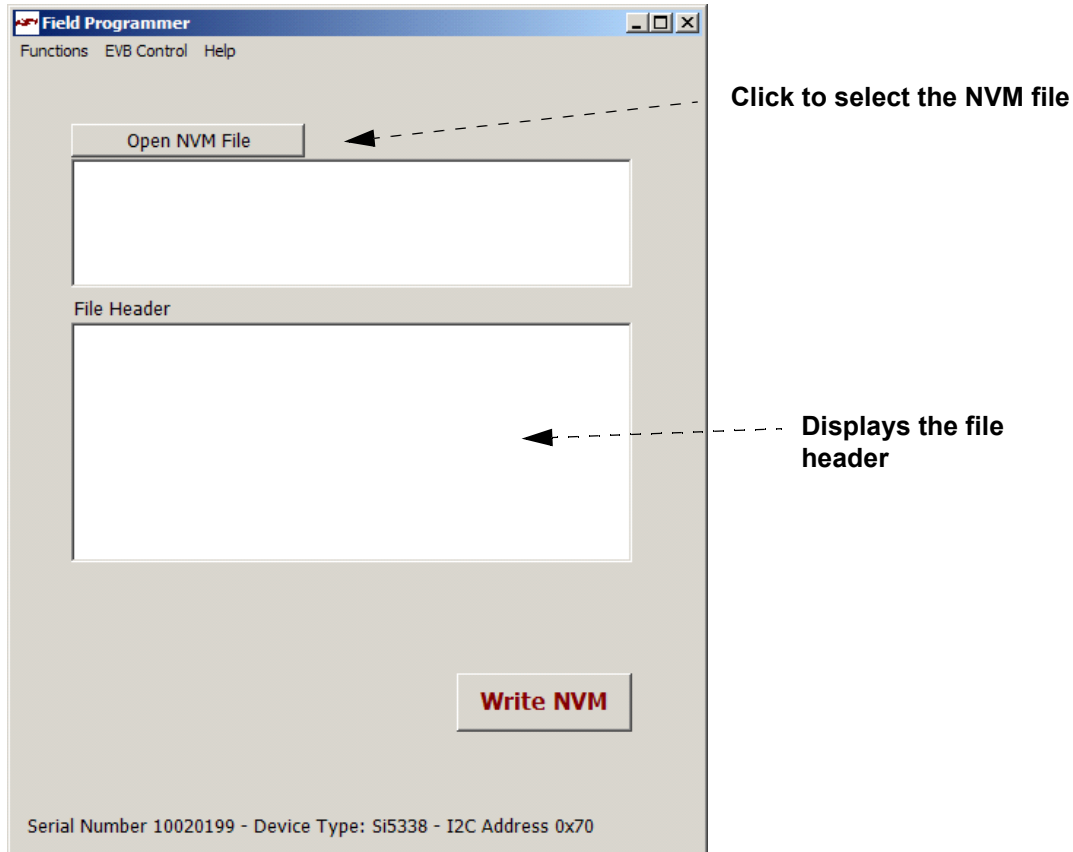 Field Programmer
Functions EVB Control Help
Click to select the NVM file
Open NVM File
File Header
Displays the file
header
Write NVM
Serial Number 10020199 - Device Type: Si5338 - I2C Address 0x70